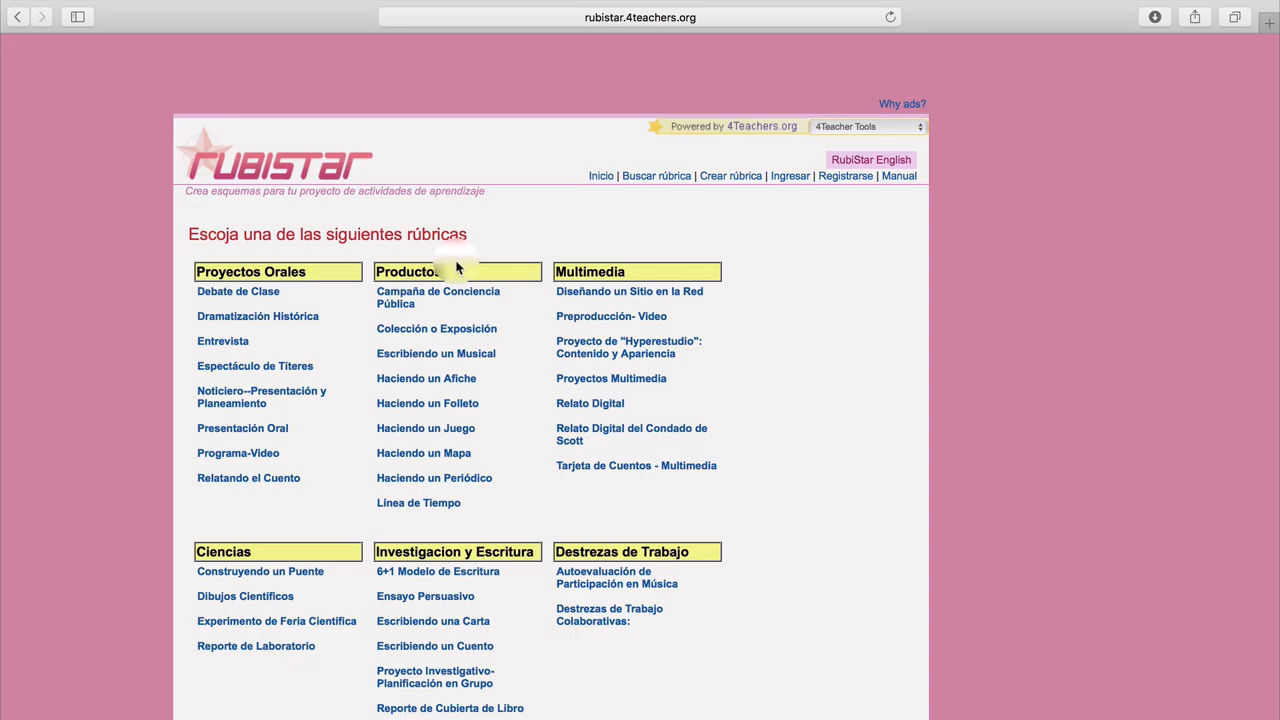 rubistar.4teachers.org
Why ads?
Powered by 4Teachers.org
4Teacher Tools
RUBISTAR
RubiStar English
Inicio | Buscar rúbrica | Crear rúbrica | Ingresar | Registrarse | Manual
Crea esquemas para tu proyecto de actividades de aprendizaje
Escoja una de las siguientes rúbricas
Proyectos Orales
Debate de Clase
Dramatización Histórica
Entrevista
Espectáculo de Títeres
Noticiero--Presentación y
Planeamiento
Presentación Oral
Programa-Video
Relatando el Cuento
Productos
Campaña de Conciencia
Pública
Colección o Exposición
Escribiendo un Musical
Haciendo un Afiche
Haciendo un Folleto
Haciendo un Juego
Haciendo un Mapa
Haciendo un Periódico
Línea de Tiempo
Multimedia
Diseñando un Sitio en la Red
Preproducción- Video
Proyecto de "Hyperestudio":
Contenido y Apariencia
Proyectos Multimedia
Relato Digital
Relato Digital del Condado de
Scott
Tarjeta de Cuentos - Multimedia
Ciencias
Construyendo un Puente
Dibujos Científicos
Experimento de Feria Científica
Reporte de Laboratorio
Investigacion y Escritura
6+1 Modelo de Escritura
Ensayo Persuasivo
Escribiendo una Carta
Escribiendo un Cuento
Proyecto Investigativo-
Planificación en Grupo
Reporte de Cubierta de Libro
Destrezas de Trabajo
Autoevaluación de
Participación en Música
Destrezas de Trabajo
Colaborativas: